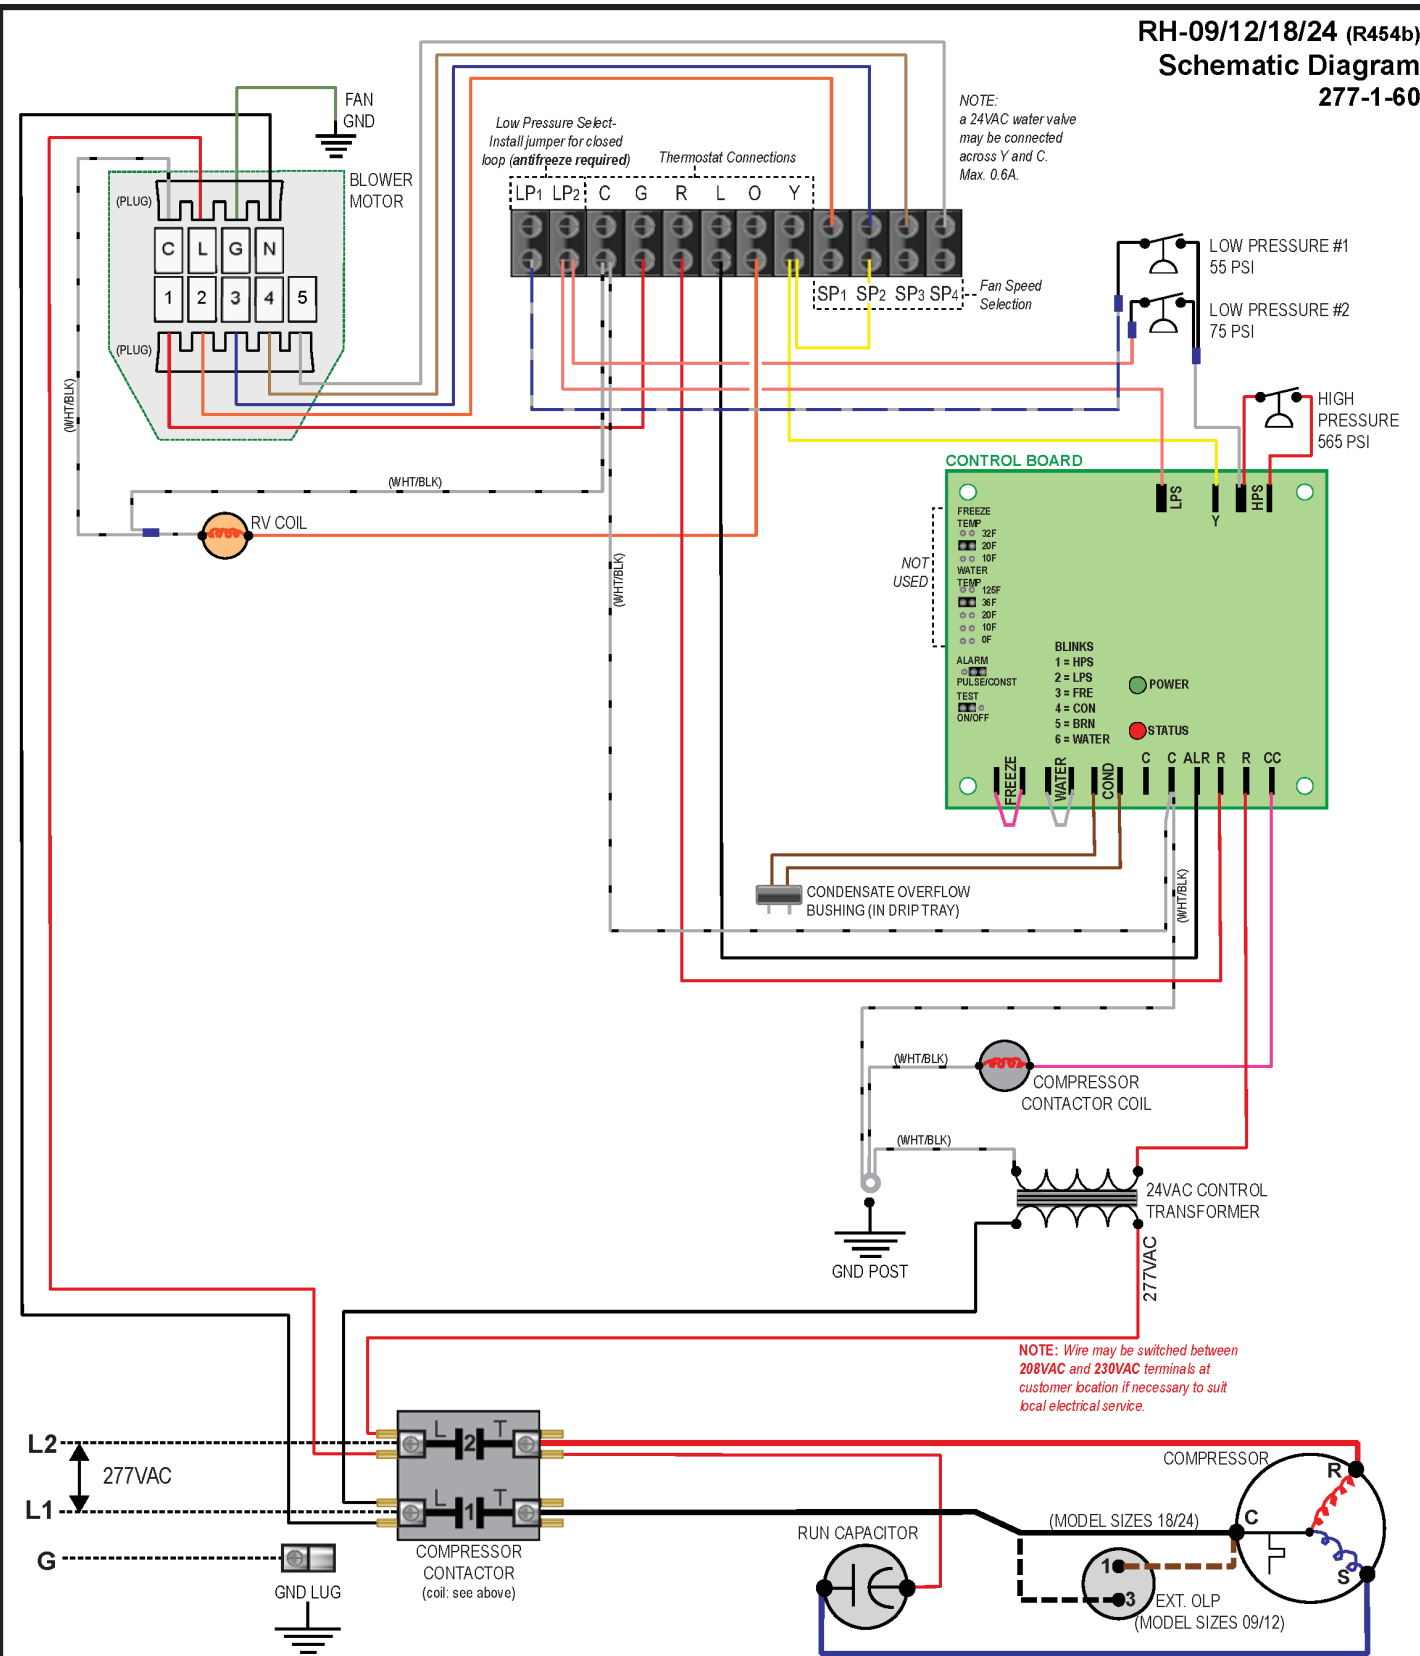 RH-09/12/18/24 (R454b)
Schematic Diagram
277-1-60
FAN
GND
BLOWER
MOTOR
(PLUG)
C L G N
1 2 3 4 5
(PLUG)
(WHT/BLK)
Low Pressure Select-
Install jumper for closed
loop (antifreeze required)
Thermostat Connections
LP1 LP2 C G R L O Y
SP1 SP2 SP3 SP4
Fan Speed
Selection
NOTE:
a 24VAC water valve
may be connected
across Y and C.
Max. 0.6A.
LOW PRESSURE #1
55 PSI
LOW PRESSURE #2
75 PSI
HIGH
PRESSURE
565 PSI
(WHT/BLK)
RV COIL
(WHT/BLK)
CONTROL BOARD
LPS
Y
HPS
NOT
USED
FREEZE
TEMP
32F
20F
10F
WATER
TEMP
125F
36F
20F
10F
0F
ALARM
PULSE/CONST
TEST
ON/OFF
BLINKS
1 = HPS
2 = LPS
3 = FRE
4 = CON
5 = BRN
6 = WATER
POWER
STATUS
FREEZE
WATER
COND
C C ALR R R CC
CONDENSATE OVERFLOW
BUSHING (IN DRIP TRAY)
(WHT/BLK)
(WHT/BLK)
COMPRESSOR
CONTACTOR COIL
(WHT/BLK)
24VAC CONTROL
TRANSFORMER
277VAC
GND POST
NOTE: Wire may be switched between
208VAC and 230VAC terminals at
customer location if necessary to suit
local electrical service.
L2
277VAC
L1
G
L 2 T
L 1 T
COMPRESSOR
CONTACTOR
(coil: see above)
GND LUG
RUN CAPACITOR
(MODEL SIZES 18/24)
COMPRESSOR
R
C
S
1
3
EXT. OLP
(MODEL SIZES 09/12)